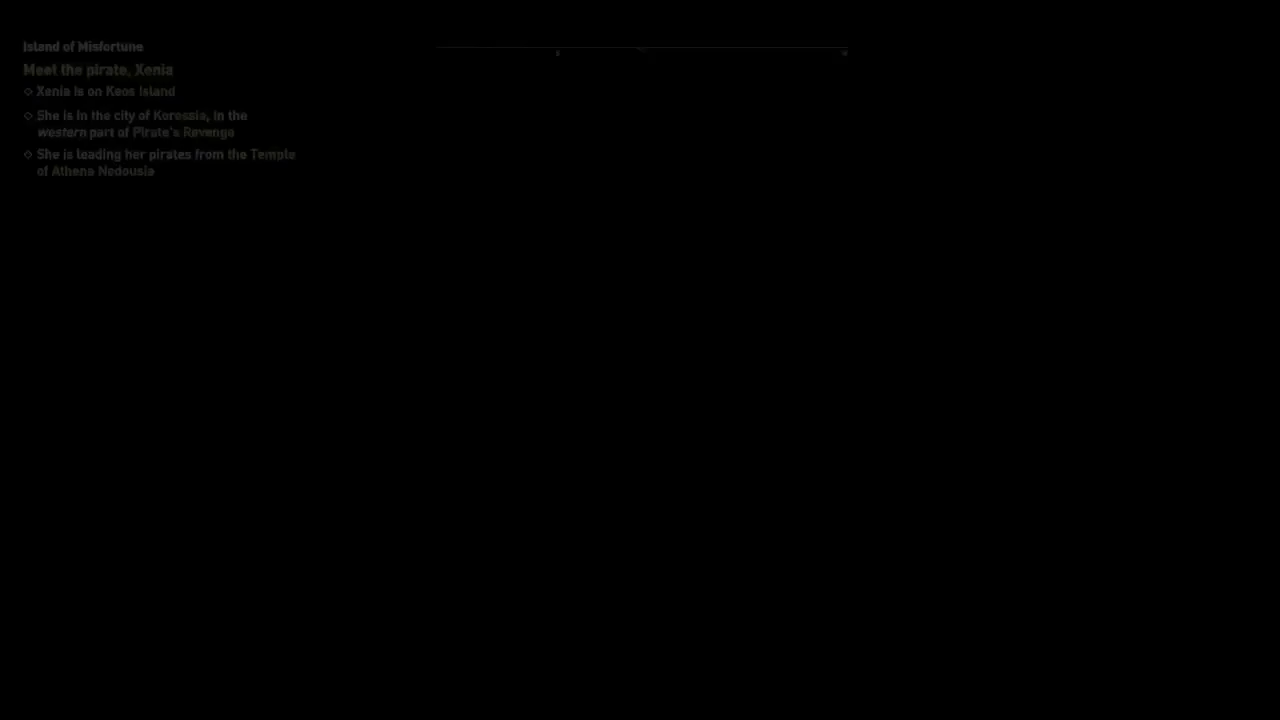 Island of Misfortune
Meet the pirate, Xenia
Xenia is on Keos Island
She is in the city of Koressia, in the
western part of Pirate's Revenge
She is leading her pirates from the Temple
of Athena Nedousia